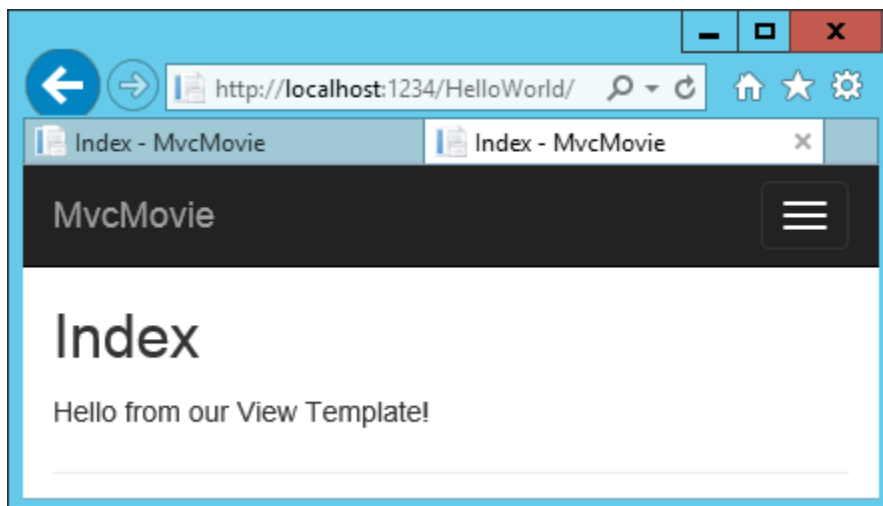 http://localhost:1234/HelloWorld/
Index - MvcMovie
Index - MvcMovie
MvcMovie
Index
Hello from our View Template!